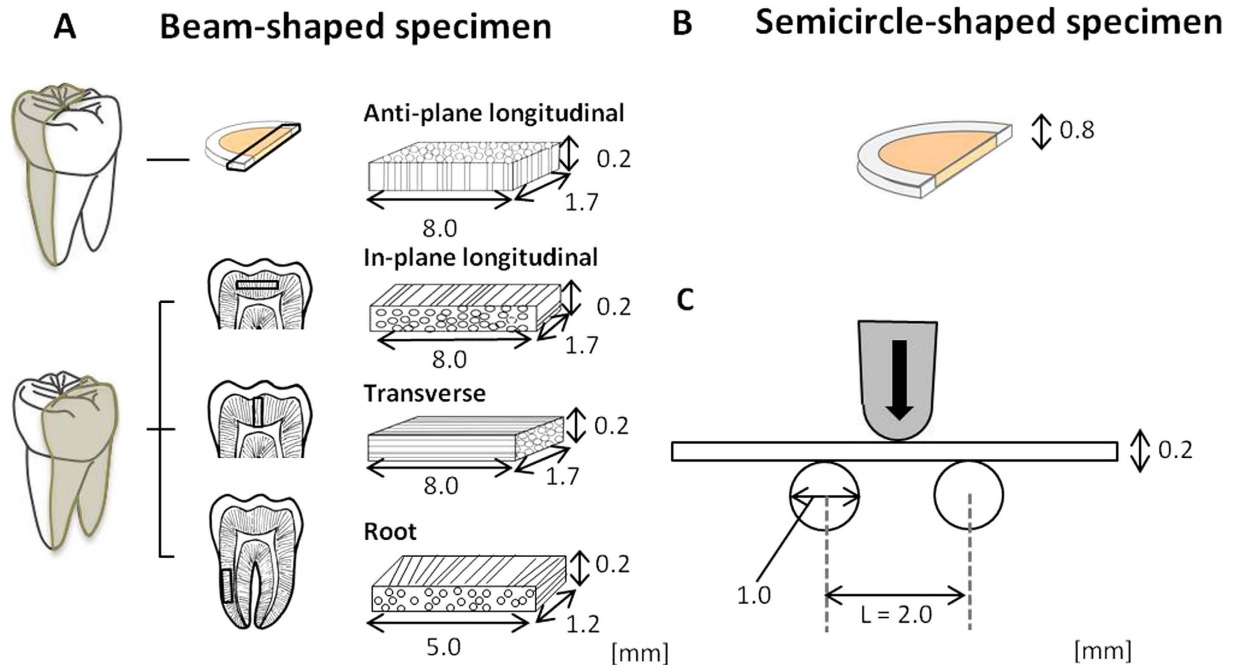 A Beam-shaped specimen
Anti-plane longitudinal
0.2
1.7
8.0
In-plane longitudinal
0.2
1.7
8.0
Transverse
0.2
1.7
8.0
Root
0.2
1.2
5.0
[mm]
B Semicircle-shaped specimen
0.8
C
0.2
1.0
L = 2.0
[mm]